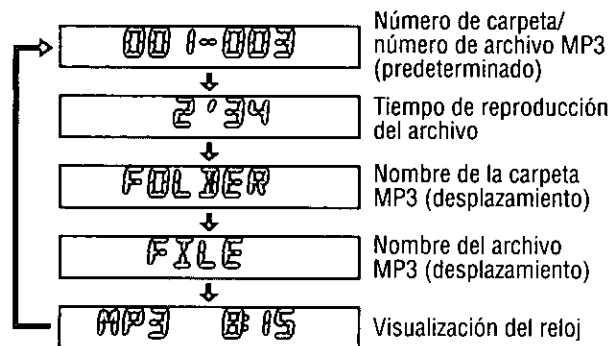 001-003
Número de carpeta/
número de archivo MP3
(predeterminado)
2'34
Tiempo de reproducción
del archivo
FOLDER
Nombre de la carpeta
MP3 (desplazamiento)
FILE
Nombre del archivo
MP3 (desplazamiento)
MP3 8:15
Visualización del reloj